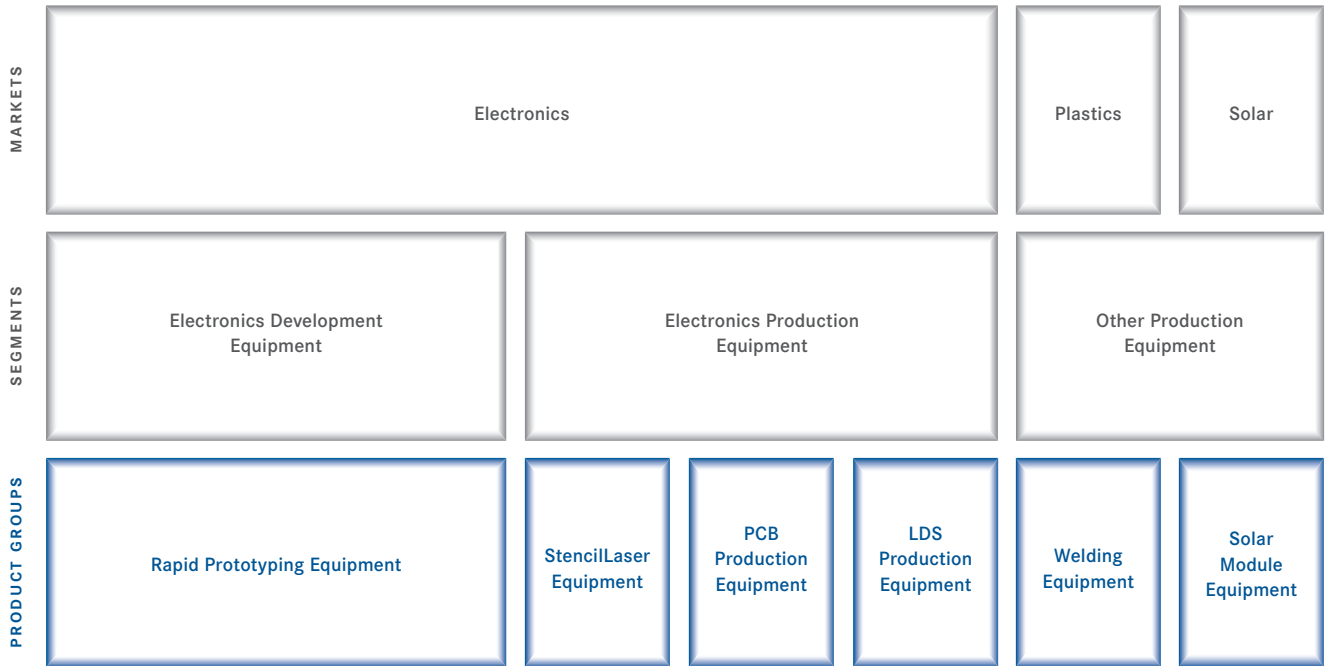 MARKETS
Electronics
Plastics
Solar
SEGMENTS
Electronics Development
Equipment
Electronics Production
Equipment
Other Production
Equipment
PRODUCT GROUPS
Rapid Prototyping Equipment
StencilLaser
Equipment
PCB
Production
Equipment
LDS
Production
Equipment
Welding
Equipment
Solar
Module
Equipment